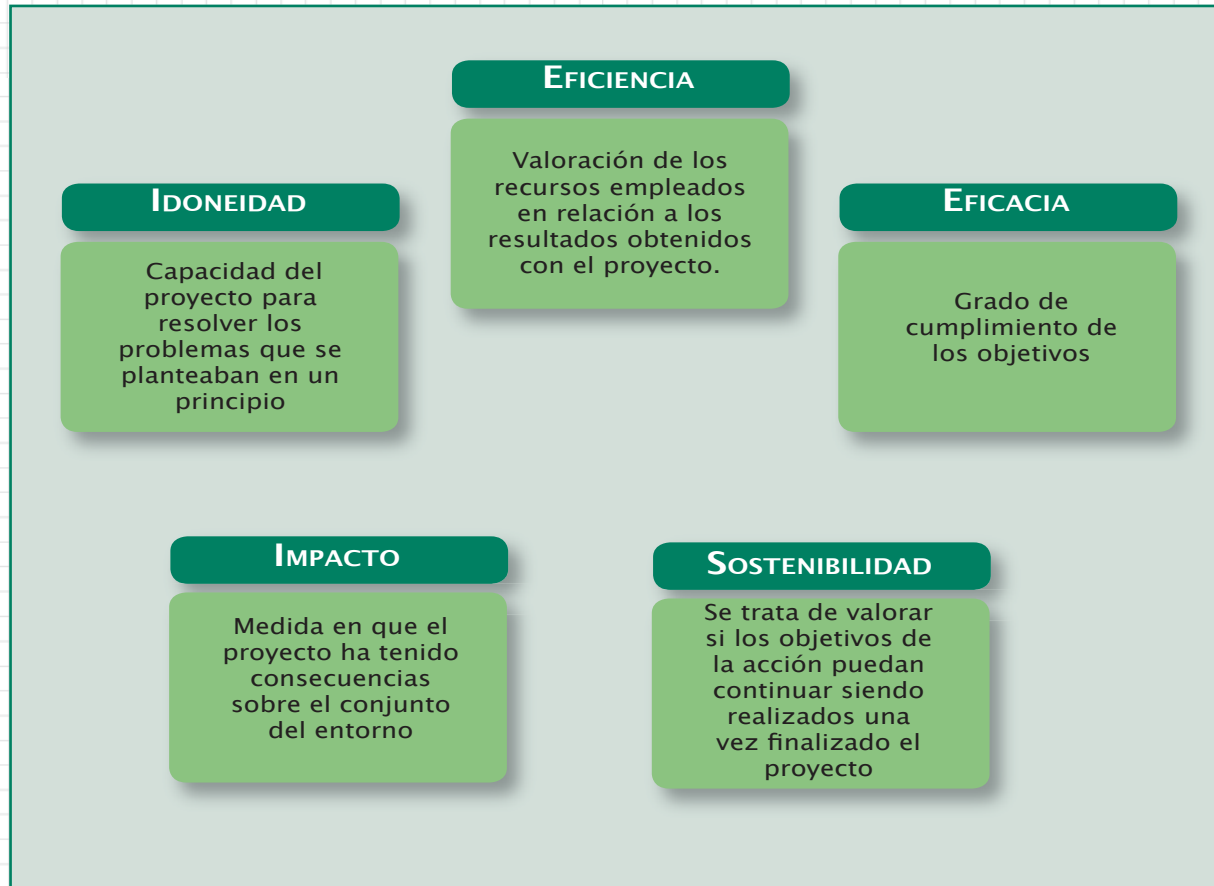 EFICIENCIA
Valoración de los
recursos empleados
en relación a los
resultados obtenidos
con el proyecto.
IDONEIDAD
Capacidad del
proyecto para
resolver los
problemas que se
planteaban en un
principio
EFICACIA
Grado de
cumplimiento de
los objetivos
IMPACTO
Medida en que el
proyecto ha tenido
consecuencias
sobre el conjunto
del entorno
SOSTENIBILIDAD
Se trata de valorar
si los objetivos de
la acción puedan
continuar siendo
realizados una
vez finalizado el
proyecto